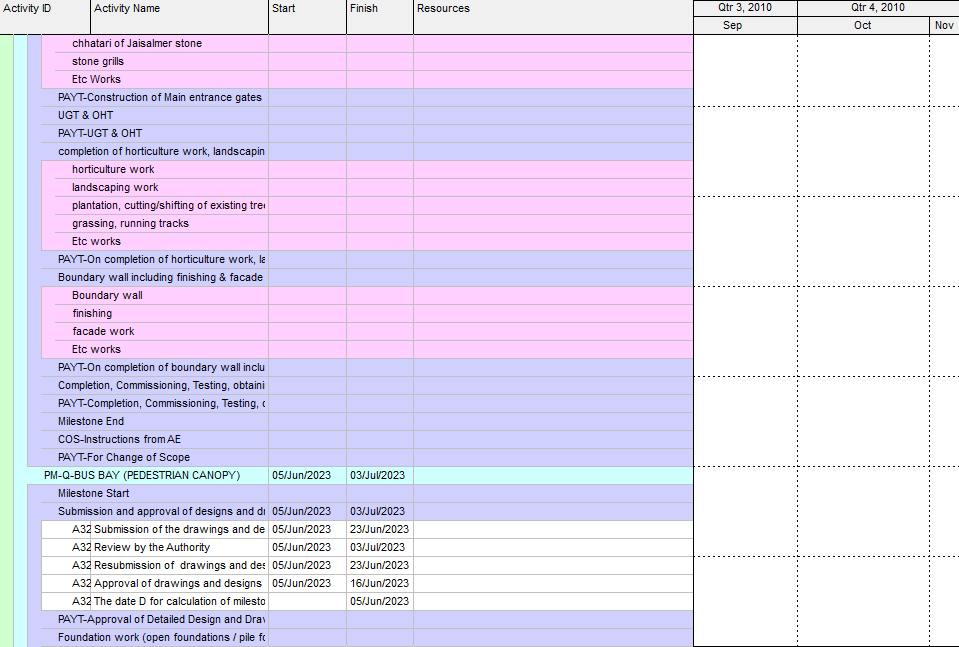 Activity ID Activity Name Start Finish Resources Qtr 3, 2010 Qtr 4, 2010
Sep Oct Nov
chhatari of Jaisalmer stone
stone grills
Etc Works
PAYT-Construction of Main entrance gates
UGT & OHT
PAYT-UGT & OHT
completion of horticulture work, landscapin
horticulture work
landscaping work
plantation, cutting/shifting of existing tree
grassing, running tracks
Etc works
PAYT-On completion of horticulture work, la
Boundary wall including finishing & facade
Boundary wall
finishing
facade work
Etc works
PAYT-On completion of boundary wall inclu
Completion, Commissioning, Testing, obtaini
PAYT-Completion, Commissioning, Testing, o
Milestone End
COS-Instructions from AE
PAYT-For Change of Scope
PM-Q-BUS BAY (PEDESTRIAN CANOPY) 05/Jun/2023 03/Jul/2023
Milestone Start
Submission and approval of designs and dr 05/Jun/2023 03/Jul/2023
A32 Submission of the drawings and de 05/Jun/2023 23/Jun/2023
A32 Review by the Authority 05/Jun/2023 03/Jul/2023
A32 Resubmission of drawings and des 05/Jun/2023 23/Jun/2023
A32 Approval of drawings and designs 05/Jun/2023 16/Jun/2023
A32 The date D for calculation of milesto 05/Jun/2023
PAYT-Approval of Detailed Design and Draw
Foundation work (open foundations / pile fo